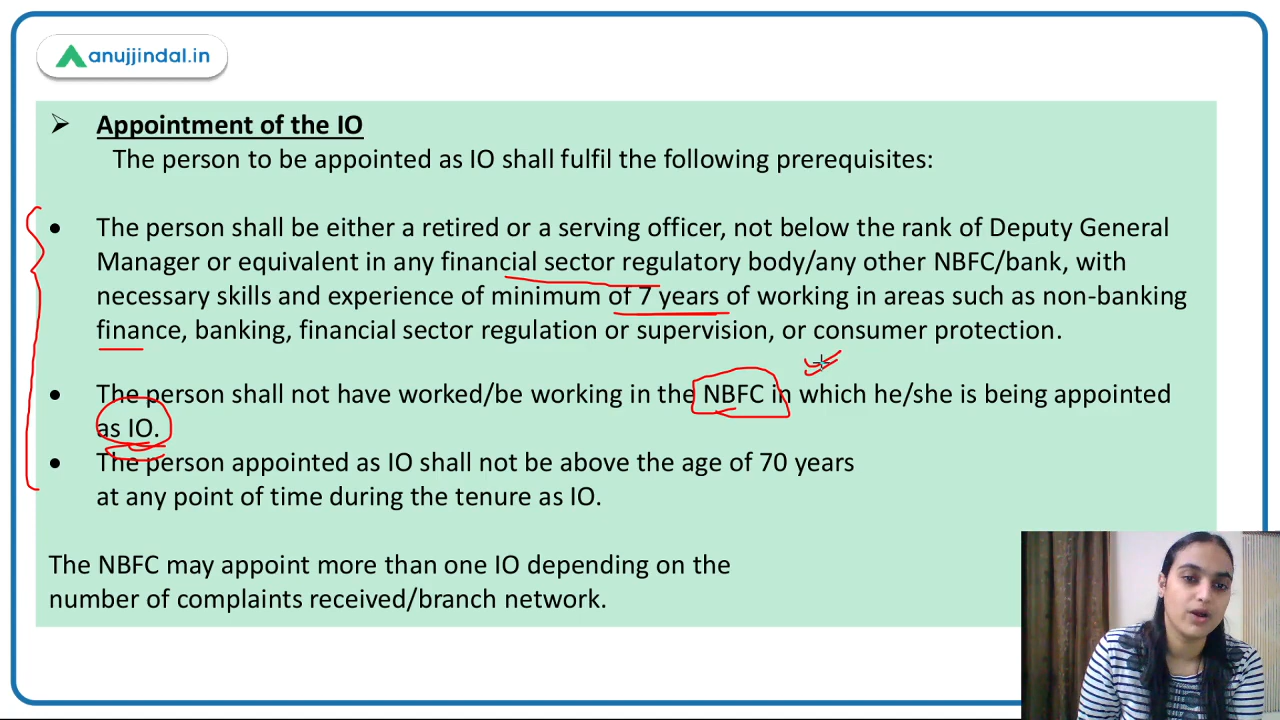 anujjindal.in
➢ Appointment of the IO
The person to be appointed as IO shall fulfil the following prerequisites:
• The person shall be either a retired or a serving officer, not below the rank of Deputy General
Manager or equivalent in any financial sector regulatory body/any other NBFC/bank, with
necessary skills and experience of minimum of 7 years of working in areas such as non-banking
finance, banking, financial sector regulation or supervision, or consumer protection.
• The person shall not have worked/be working in the NBFC in which he/she is being appointed
as IO.
• The person appointed as IO shall not be above the age of 70 years
at any point of time during the tenure as IO.
The NBFC may appoint more than one IO depending on the
number of complaints received/branch network.